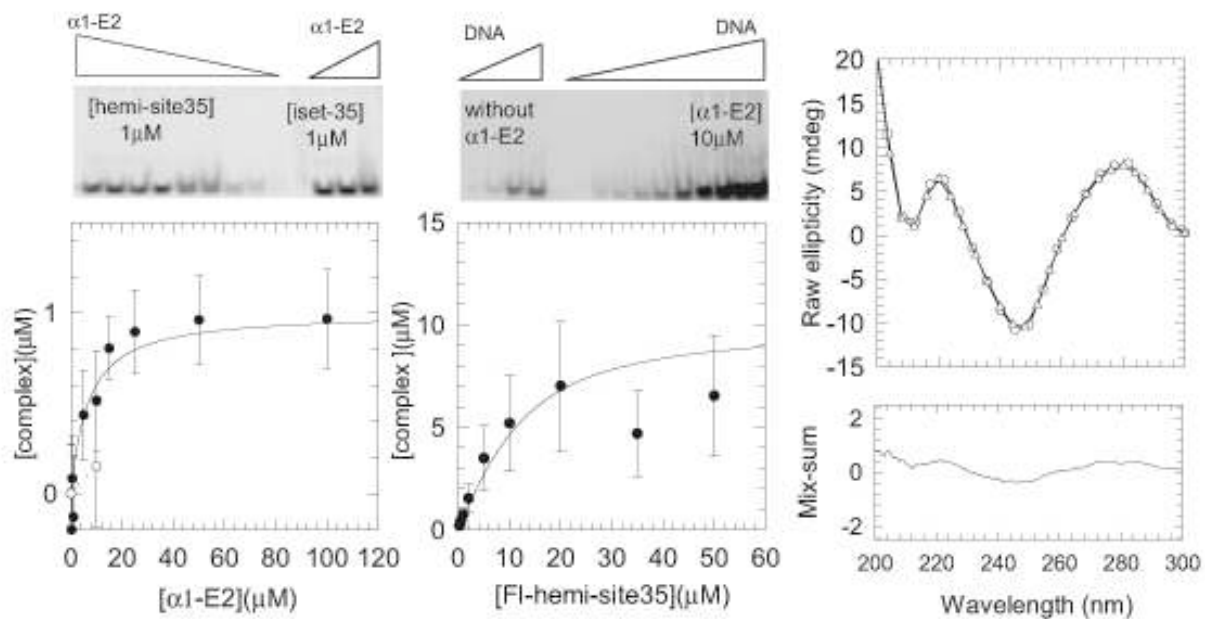 α1-E2
α1-E2
[hemi-site35]
1μM
[iset-35]
1μM
DNA
DNA
without
α1-E2
[α1-E2]
10μM
[complex](μM)
1
0
0 20 40 60 80 100 120
[α1-E2](μM)
[complex ](μM)
15
10
5
0
0 10 20 30 40 50 60
[Fl-hemi-site35](μM)
Raw ellipticity (mdeg)
20
15
10
5
0
-5
-10
-15
Mix-sum
2
0
-2
200 220 240 260 280 300
Wavelength (nm)